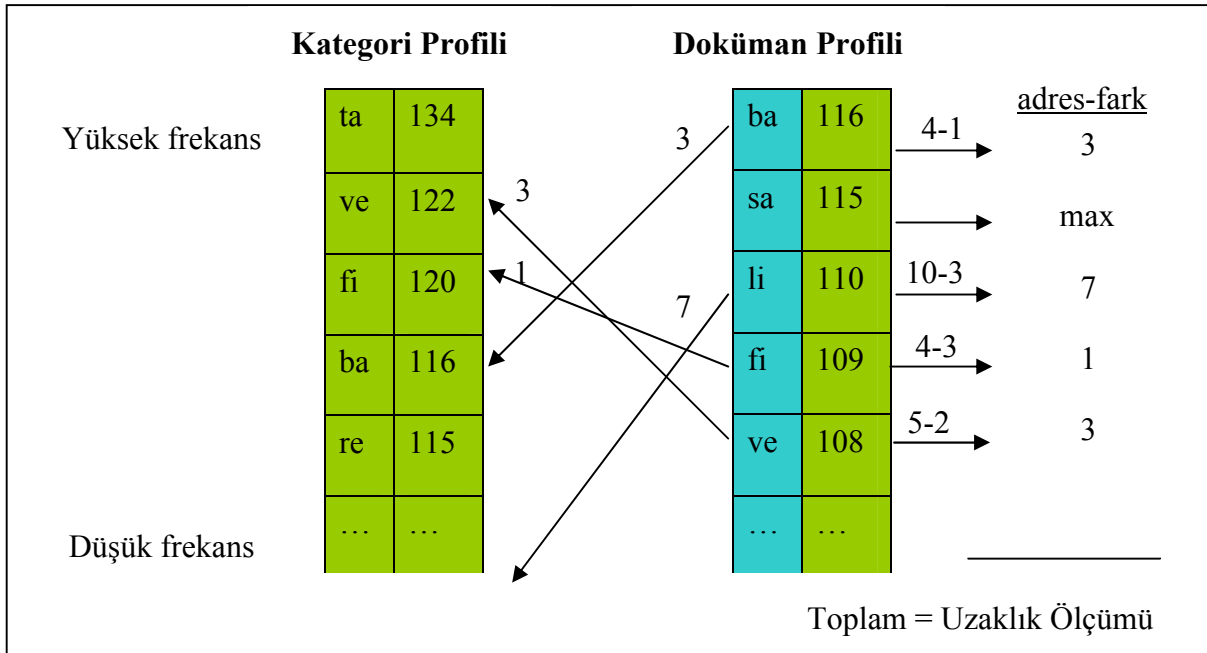 Kategori Profili Doküman Profili
adres-fark
Yüksek frekans ta 134 3 ba 116 4-1 3
ve 122 3 sa 115 max
fi 120 1 7 li 110 10-3 7
ba 116 fi 109 4-3 1
re 115 ve 108 5-2 3
Düşük frekans … … … …
Toplam = Uzaklık Ölçümü